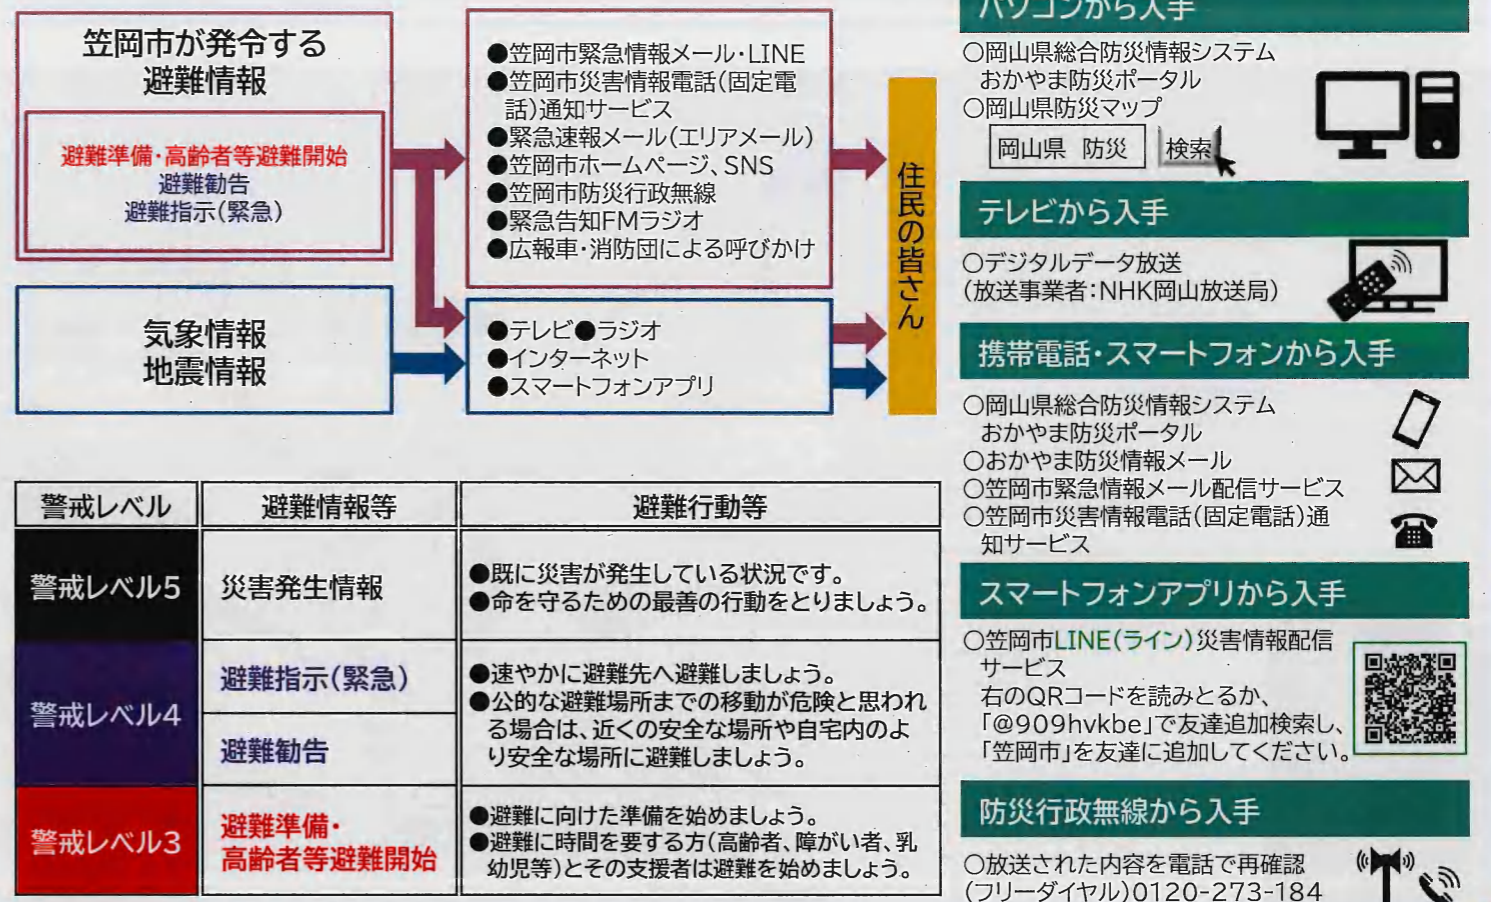 笠岡市が発令する
避難情報
避難準備・高齢者等避難開始
避難勧告
避難指示(緊急)
気象情報
地震情報
●笠岡市緊急情報メール・LINE
●笠岡市災害情報電話(固定電
話)通知サービス
●緊急速報メール(エリアメール)
●笠岡市ホームページ、SNS
●笠岡市防災行政無線
●緊急告知FMラジオ
●広報車・消防団による呼びかけ
●テレビ●ラジオ
●インターネット
●スマートフォンアプリ
住民の皆さん
警戒レベル 避難情報等 避難行動等
警戒レベル5
災害発生情報
●既に災害が発生している状況です。
●命を守るための最善の行動をとりましょう。
警戒レベル4
避難指示(緊急)
避難勧告
●速やかに避難先へ避難しましょう。
●公的な避難場所までの移動が危険と思われ
る場合は、近くの安全な場所や自宅内のよ
り安全な場所に避難しましょう。
警戒レベル3
避難準備・
高齢者等避難開始
●避難に向けた準備を始めましょう。
●避難に時間を要する方(高齢者、障がい者、乳
幼児等)とその支援者は避難を始めましょう。
パソコンから入手
○岡山県総合防災情報システム
おかやま防災ポータル
○岡山県防災マップ
岡山県 防災 検索
テレビから入手
○デジタルデータ放送
(放送事業者:NHK岡山放送局)
携帯電話・スマートフォンから入手
○岡山県総合防災情報システム
おかやま防災ポータル
○おかやま防災情報メール
○笠岡市緊急情報メール配信サービス
○笠岡市災害情報電話(固定電話)通
知サービス
スマートフォンアプリから入手
○笠岡市LINE(ライン)災害情報配信
サービス
右のQRコードを読みとるか、
「@909hvkbe」で友達追加検索し、
「笠岡市」を友達に追加してください。
防災行政無線から入手
○放送された内容を電話で再確認
(フリーダイヤル)0120-273-184